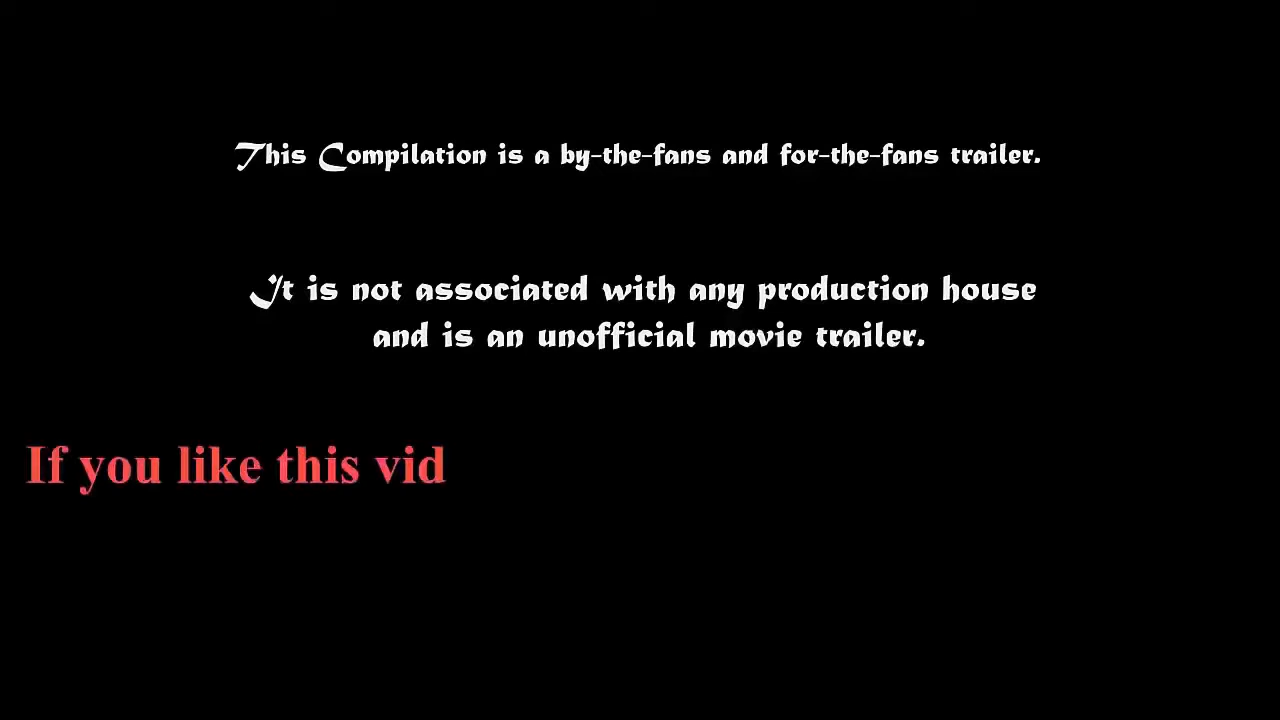 This Compilation is a by-the-fans and for-the-fans trailer.
It is not associated with any production house
and is an unofficial movie trailer.
If you like this vid